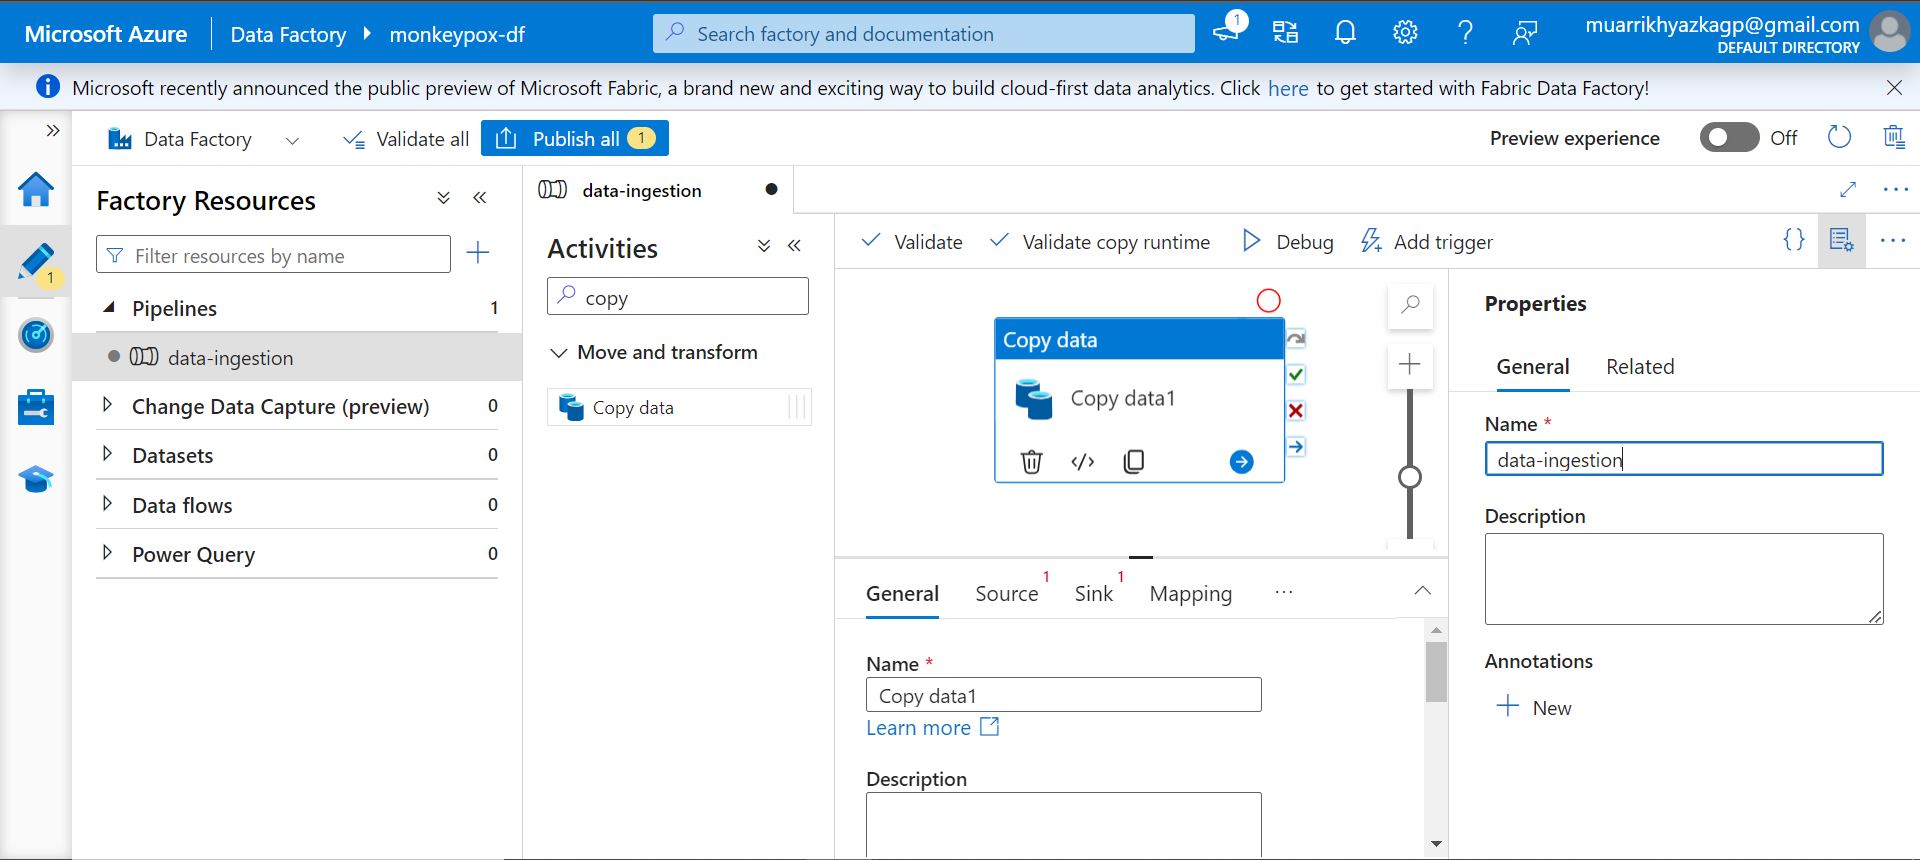 Microsoft Azure
Data Factory
monkeypox-df
Search factory and documentation
1
muarrikhyazkagp@gmail.com
DEFAULT DIRECTORY
Microsoft recently announced the public preview of Microsoft Fabric, a brand new and exciting way to build cloud-first data analytics. Click here to get started with Fabric Data Factory!
Data Factory
Validate all
Publish all 1
Preview experience
Off
1
Factory Resources
Filter resources by name
Pipelines 1
data-ingestion
Change Data Capture (preview) 0
Datasets 0
Data flows 0
Power Query 0
data-ingestion
Activities
copy
Move and transform
Copy data
Validate
Validate copy runtime
Debug
Add trigger
{}
Copy data
Copy data1
General
Source 1
Sink 1
Mapping
...
Name *
Copy data1
Learn more
Description
Properties
General
Related
Name *
data-ingestion
Description
Annotations
New